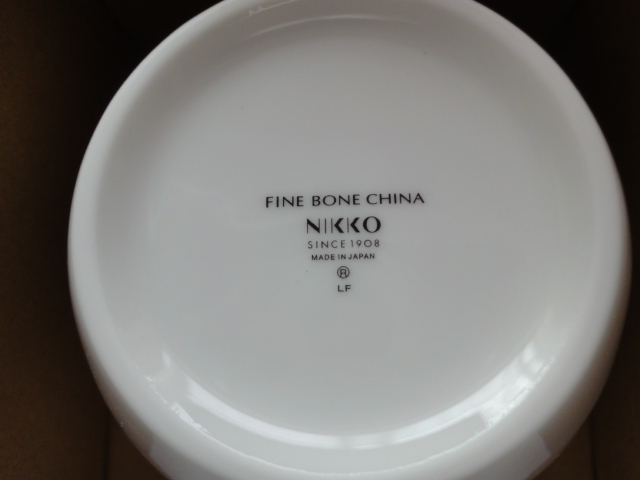 FINE BONE CHINA
NIKKO
SINCE 1908
MADE IN JAPAN
®
LF